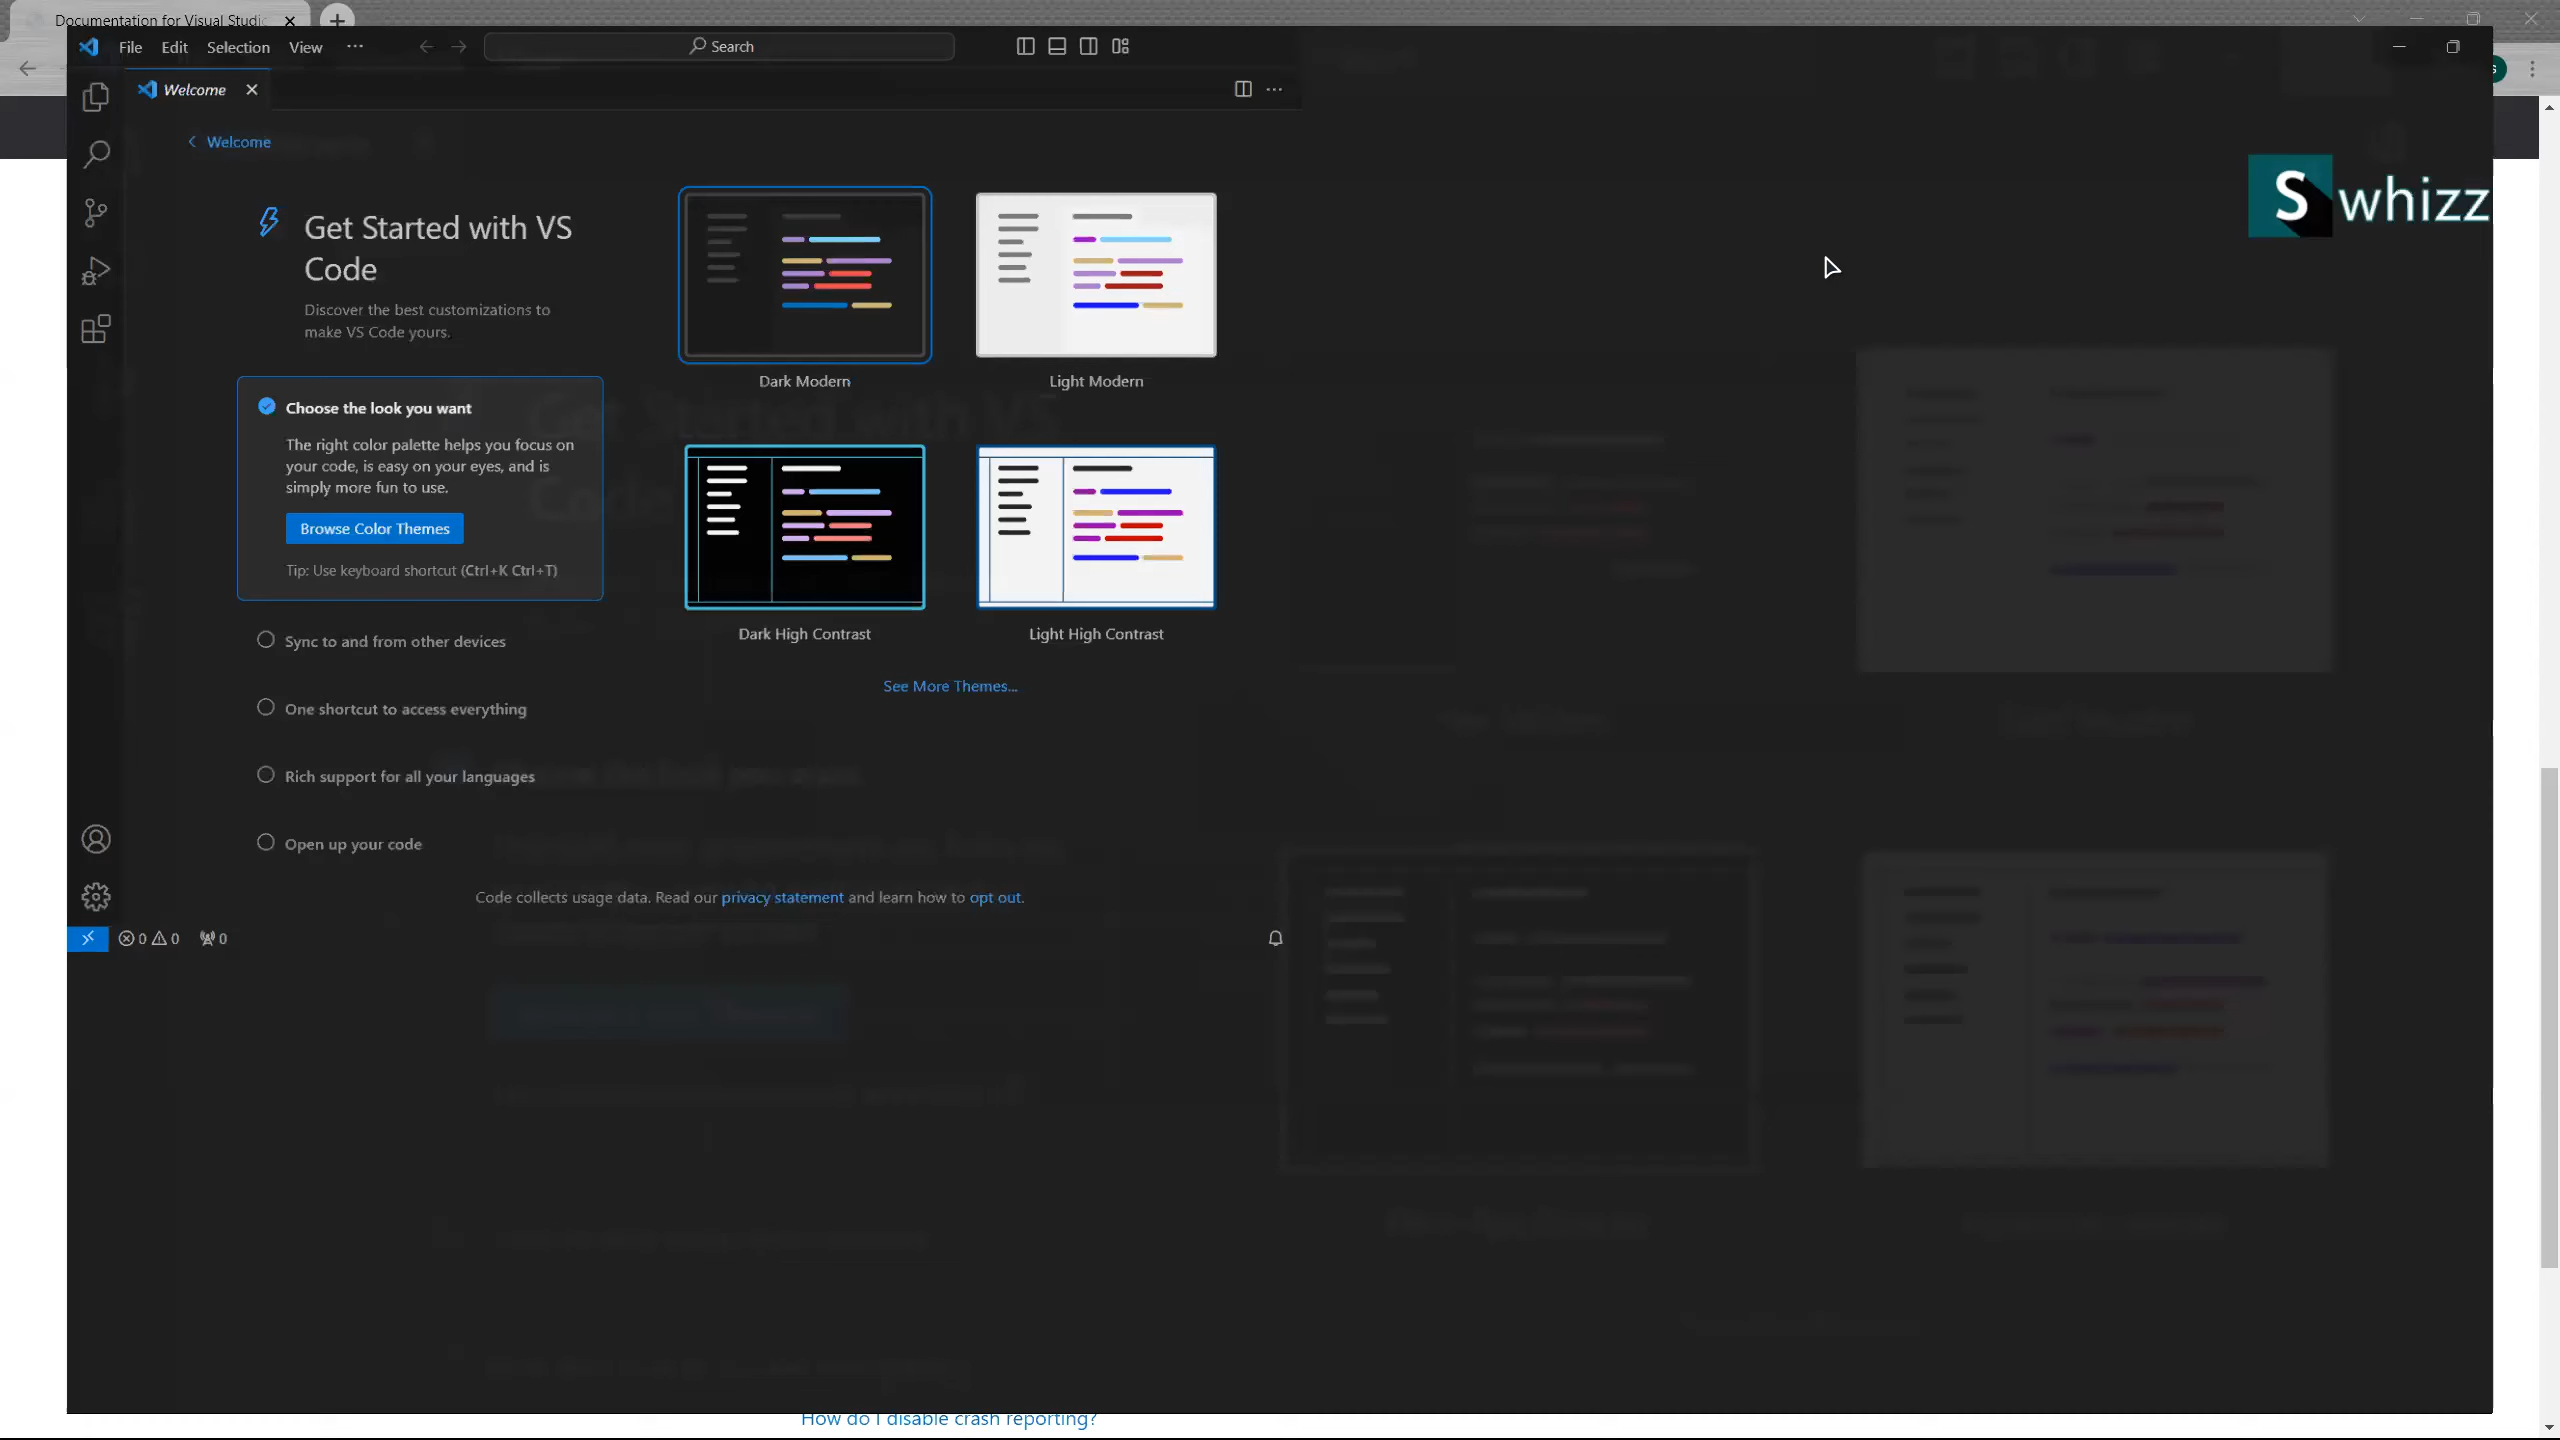 Documentation for Visual Studio
File Edit Selection View ···
Search
Welcome
Welcome
S whizz
Get Started with VS
Code
Discover the best customizations to
make VS Code yours.
Choose the look you want
The right color palette helps you focus on
your code, is easy on your eyes, and is
simply more fun to use.
Browse Color Themes
Tip: Use keyboard shortcut (Ctrl+K Ctrl+T)
Sync to and from other devices
One shortcut to access everything
Rich support for all your languages
Open up your code
Dark Modern
Light Modern
Dark High Contrast
Light High Contrast
See More Themes...
Code collects usage data. Read our privacy statement and learn how to opt out.
0 0 0
How do I disable crash reporting?